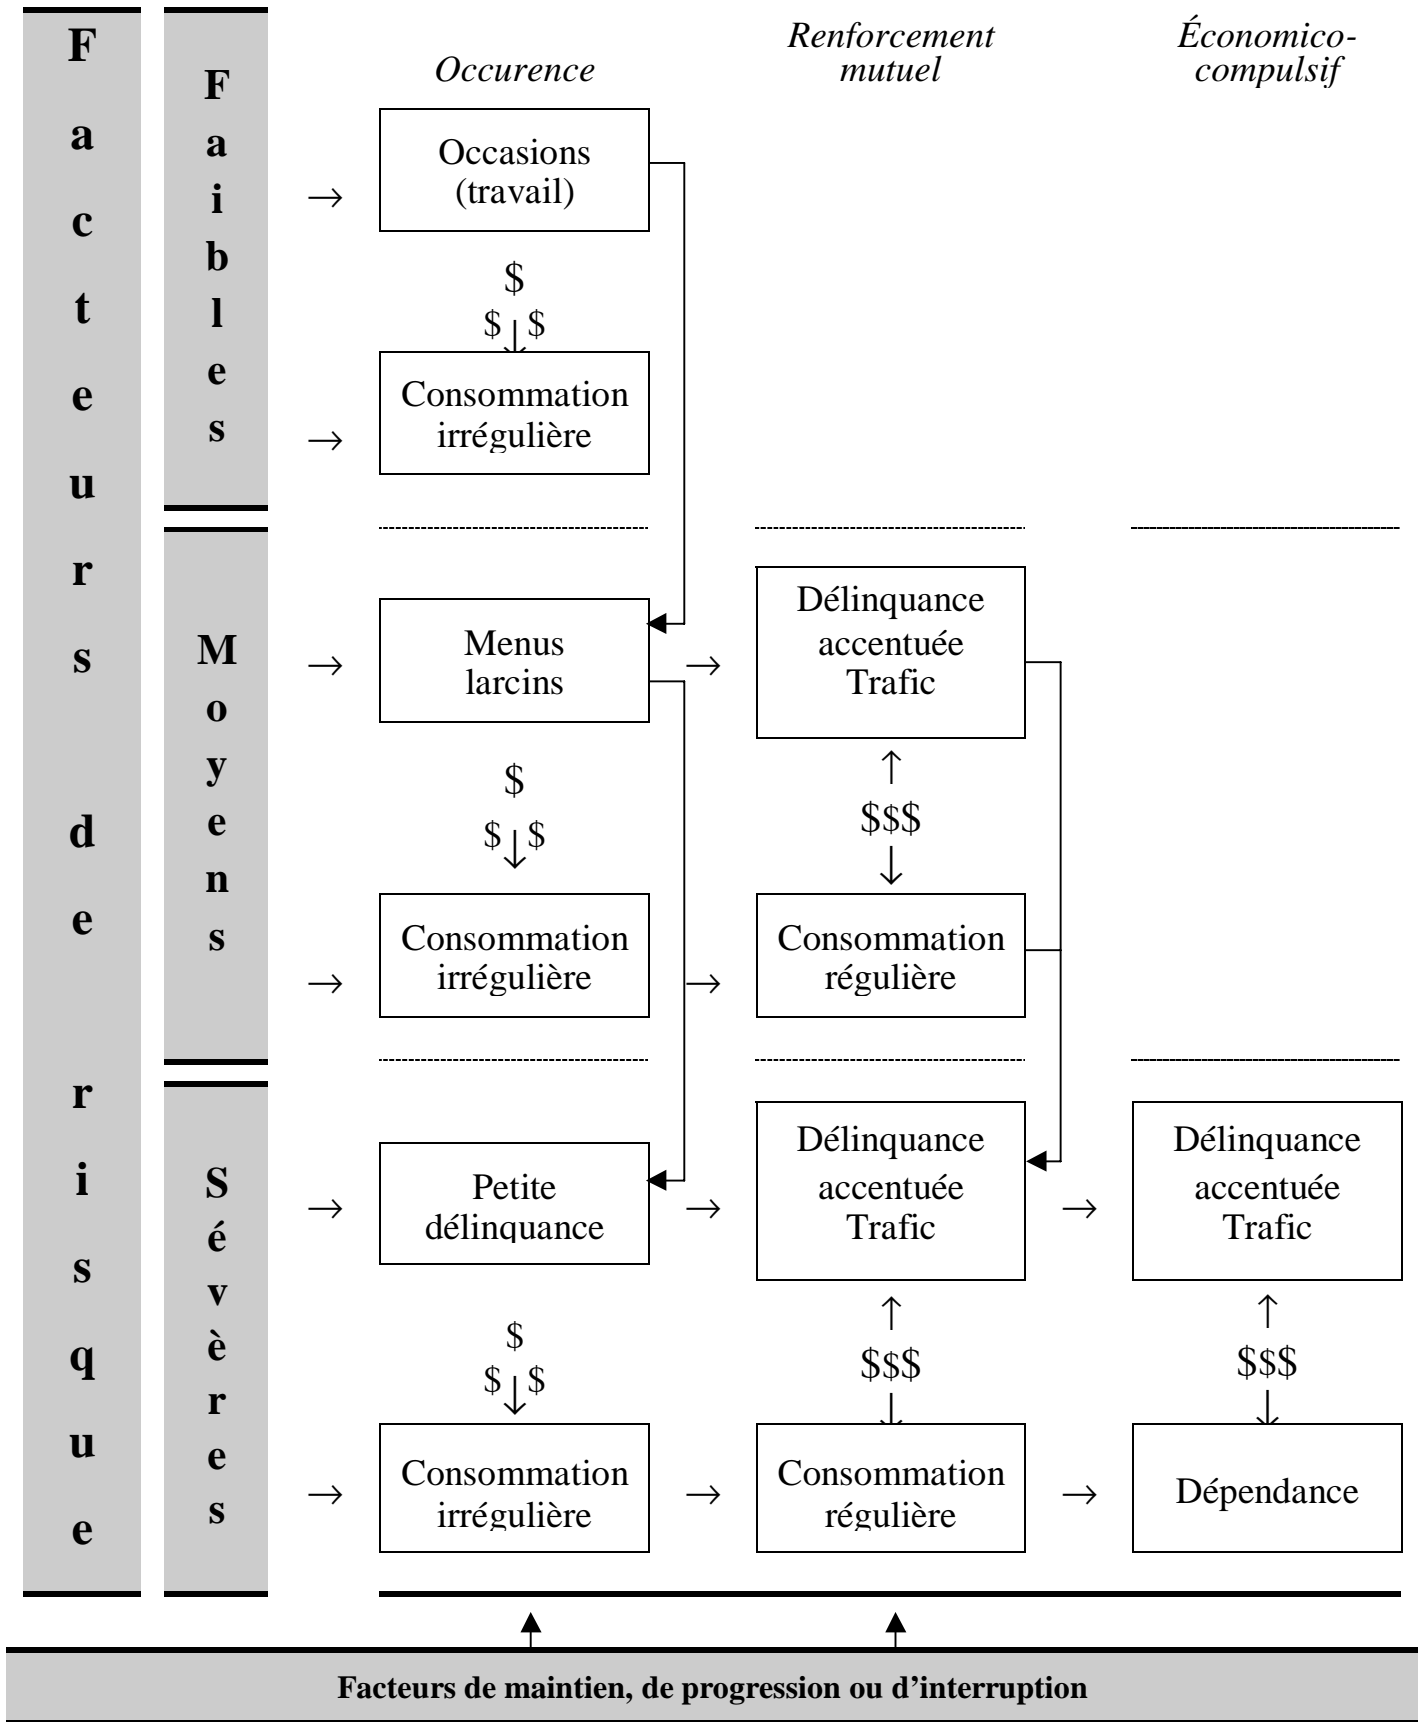 Facteurs de risque
Faibles
Moyens
Sévères
Occurence
Renforcement
mutuel
Économico-
compulsif
→
Occasions
(travail)
$
$ ↓ $
→
Consommation
irrégulière
→
Menus
larcins
→
Délinquance
accentuée
Trafic
$
$ ↓ $
↑
$$$
↓
→
Consommation
irrégulière
→
Consommation
régulière
→
Petite
délinquance
→
Délinquance
accentuée
Trafic
→
Délinquance
accentuée
Trafic
$
$ ↓ $
↑
$$$
↓
↑
$$$
↓
→
Consommation
irrégulière
→
Consommation
régulière
→
Dépendance
Facteurs de maintien, de progression ou d’interruption